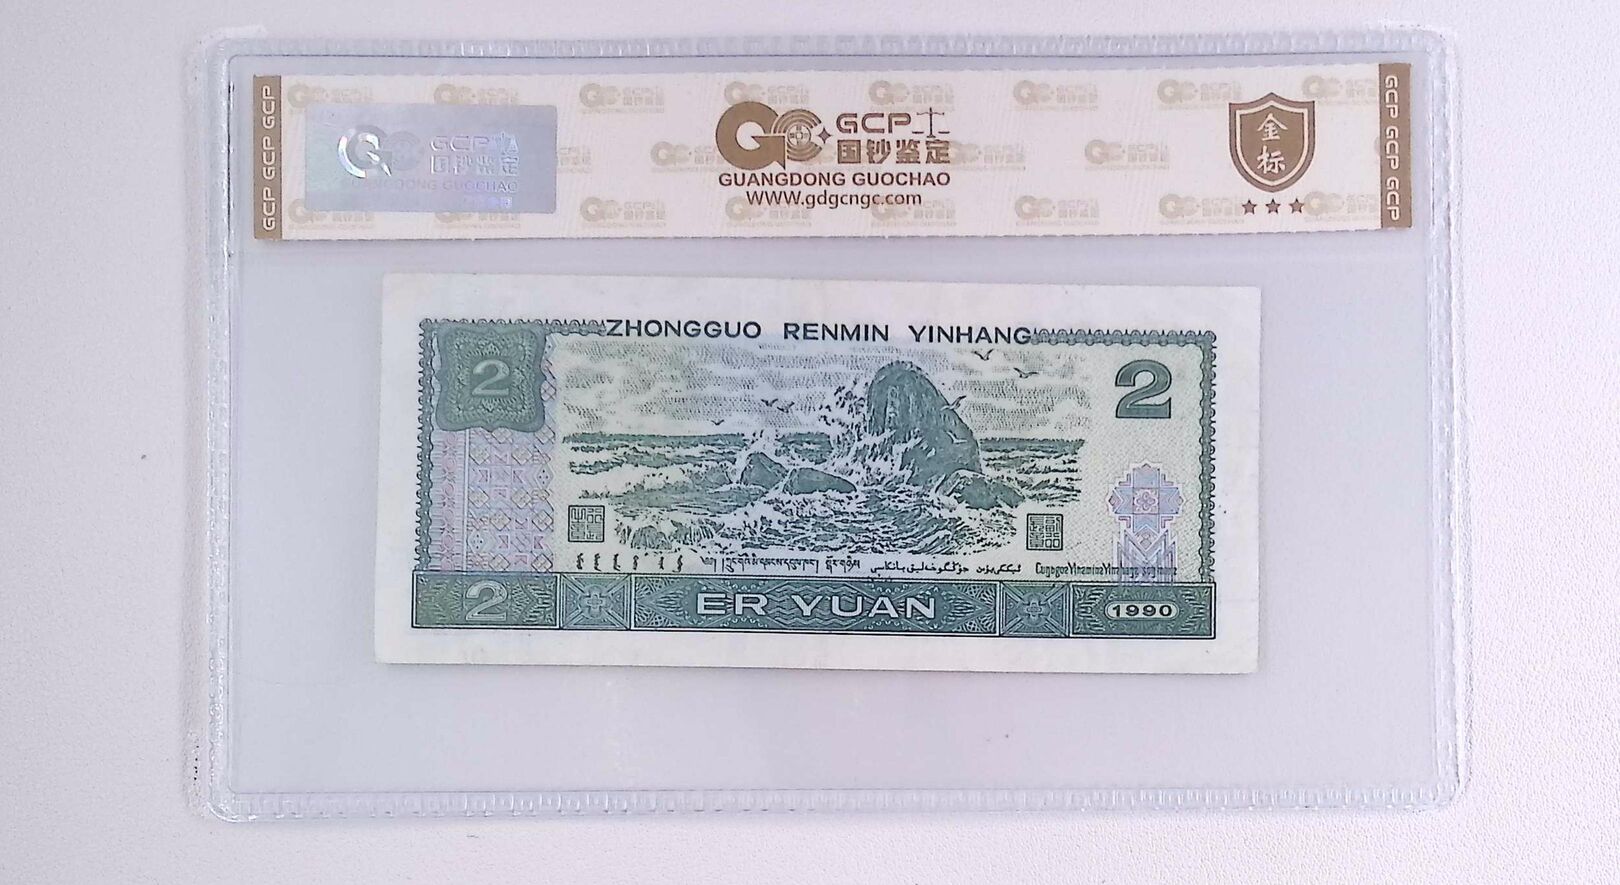 GCP GCP GCP
GCP
国钞鉴定
GUANGDONG GUOCHAO
GCP
国钞鉴定
GUANGDONG GUOCHAO
WWW.gdgcngc.com
金标
GCP GCP GCP
ZHONGGUO RENMIN YINHANG
2
2
2
ER YUAN
1990